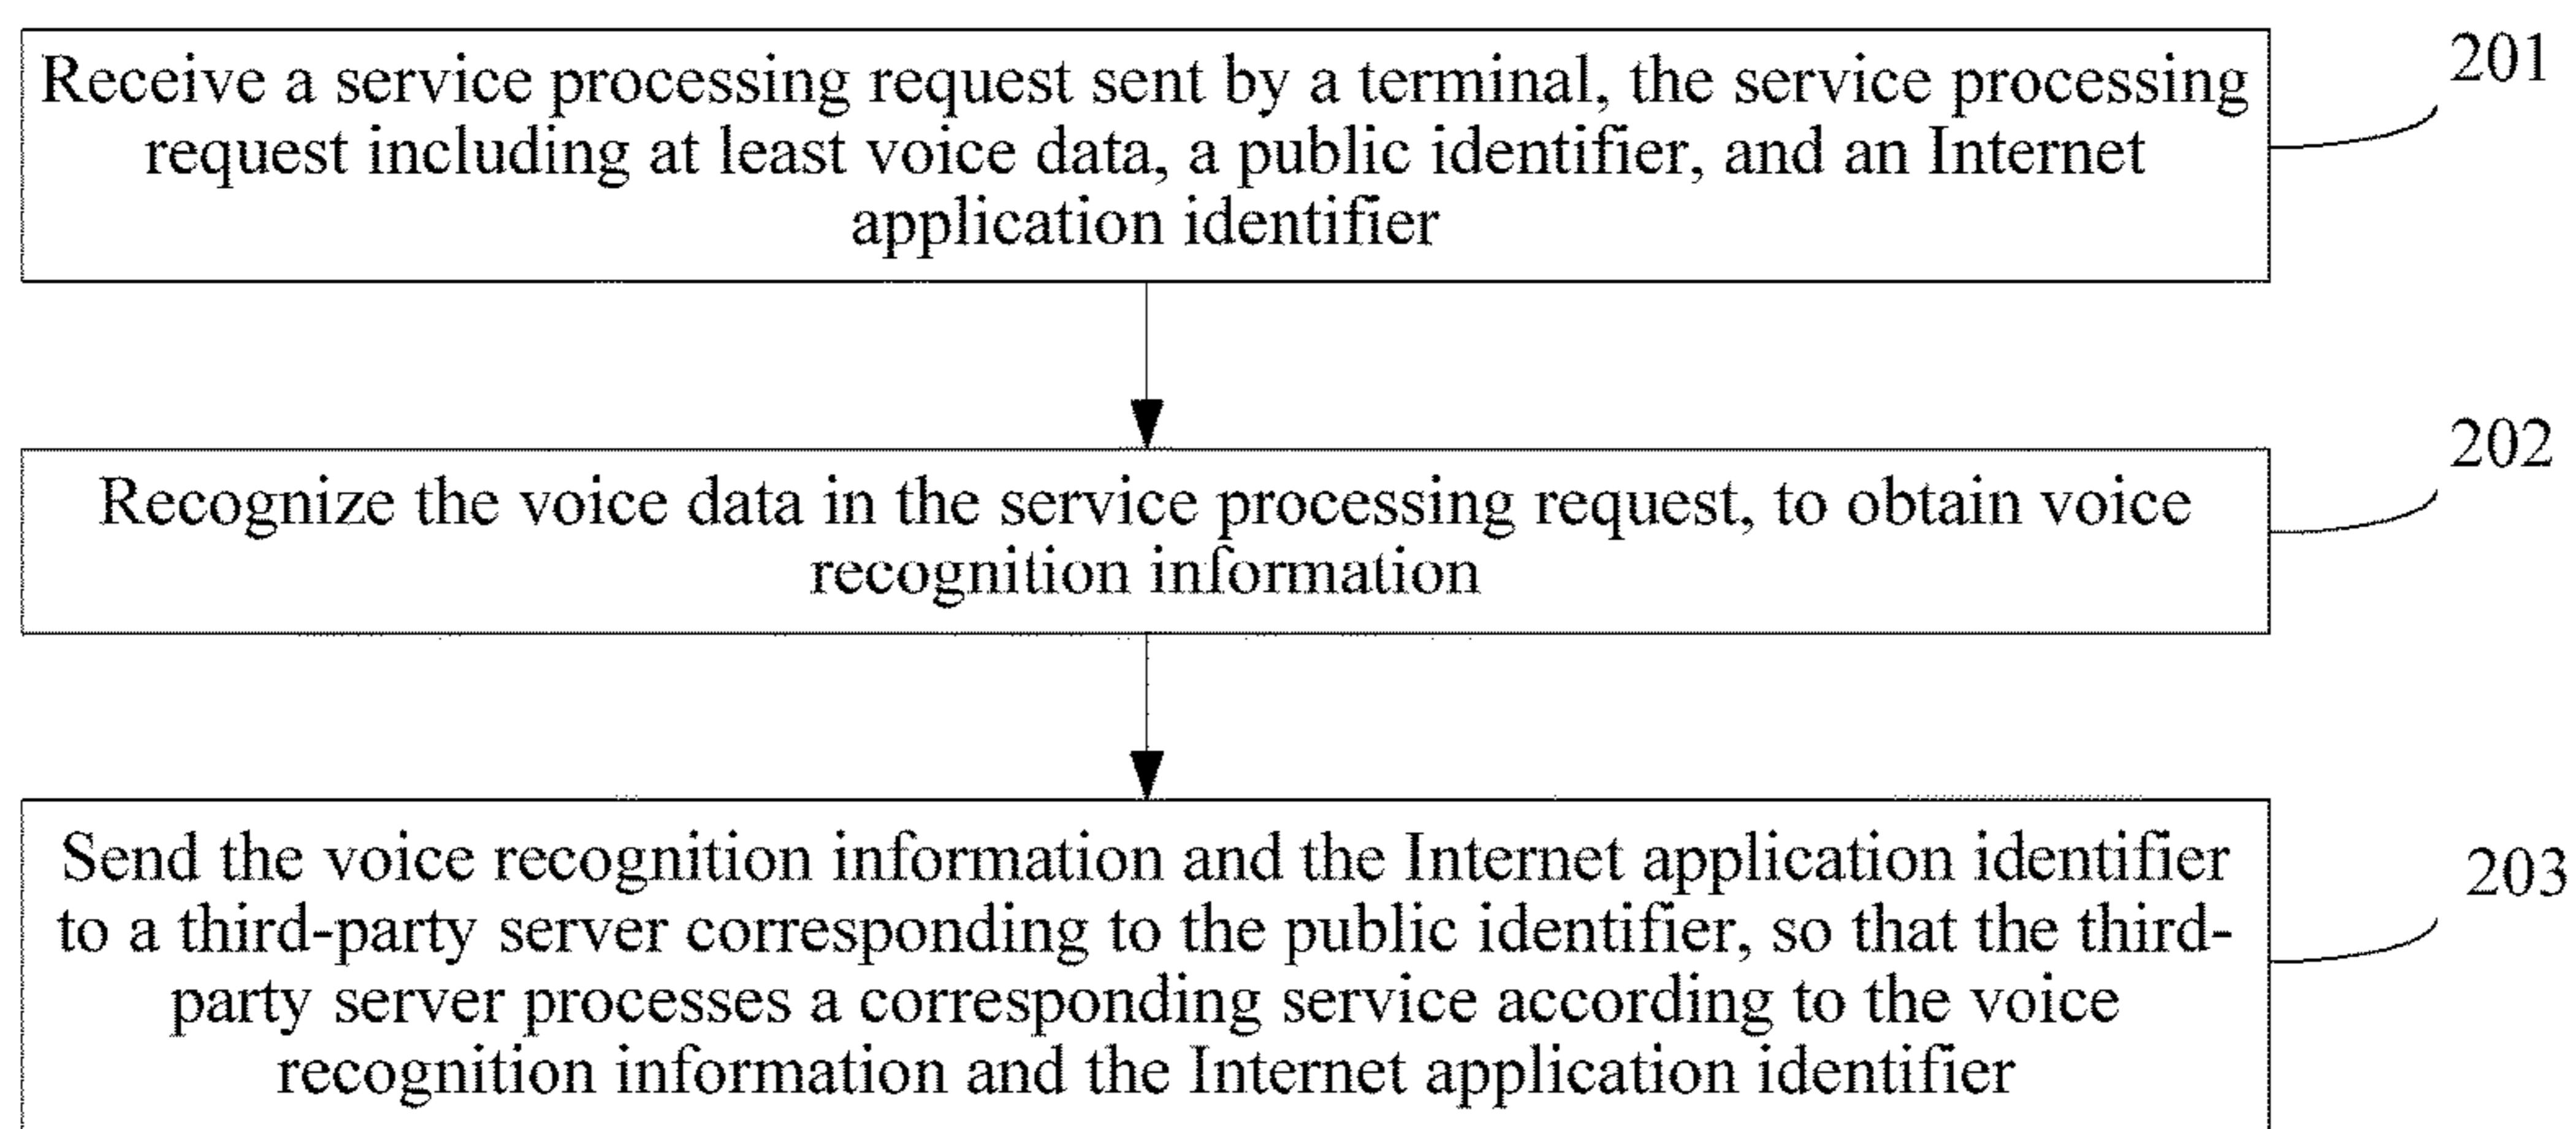 Receive a service processing request sent by a terminal, the service processing
request including at least voice data, a public identifier, and an Internet
application identifier
201
Recognize the voice data in the service processing request, to obtain voice
recognition information
202
Send the voice recognition information and the Internet application identifier
to a third-party server corresponding to the public identifier, so that the third-
party server processes a corresponding service according to the voice
recognition information and the Internet application identifier
203